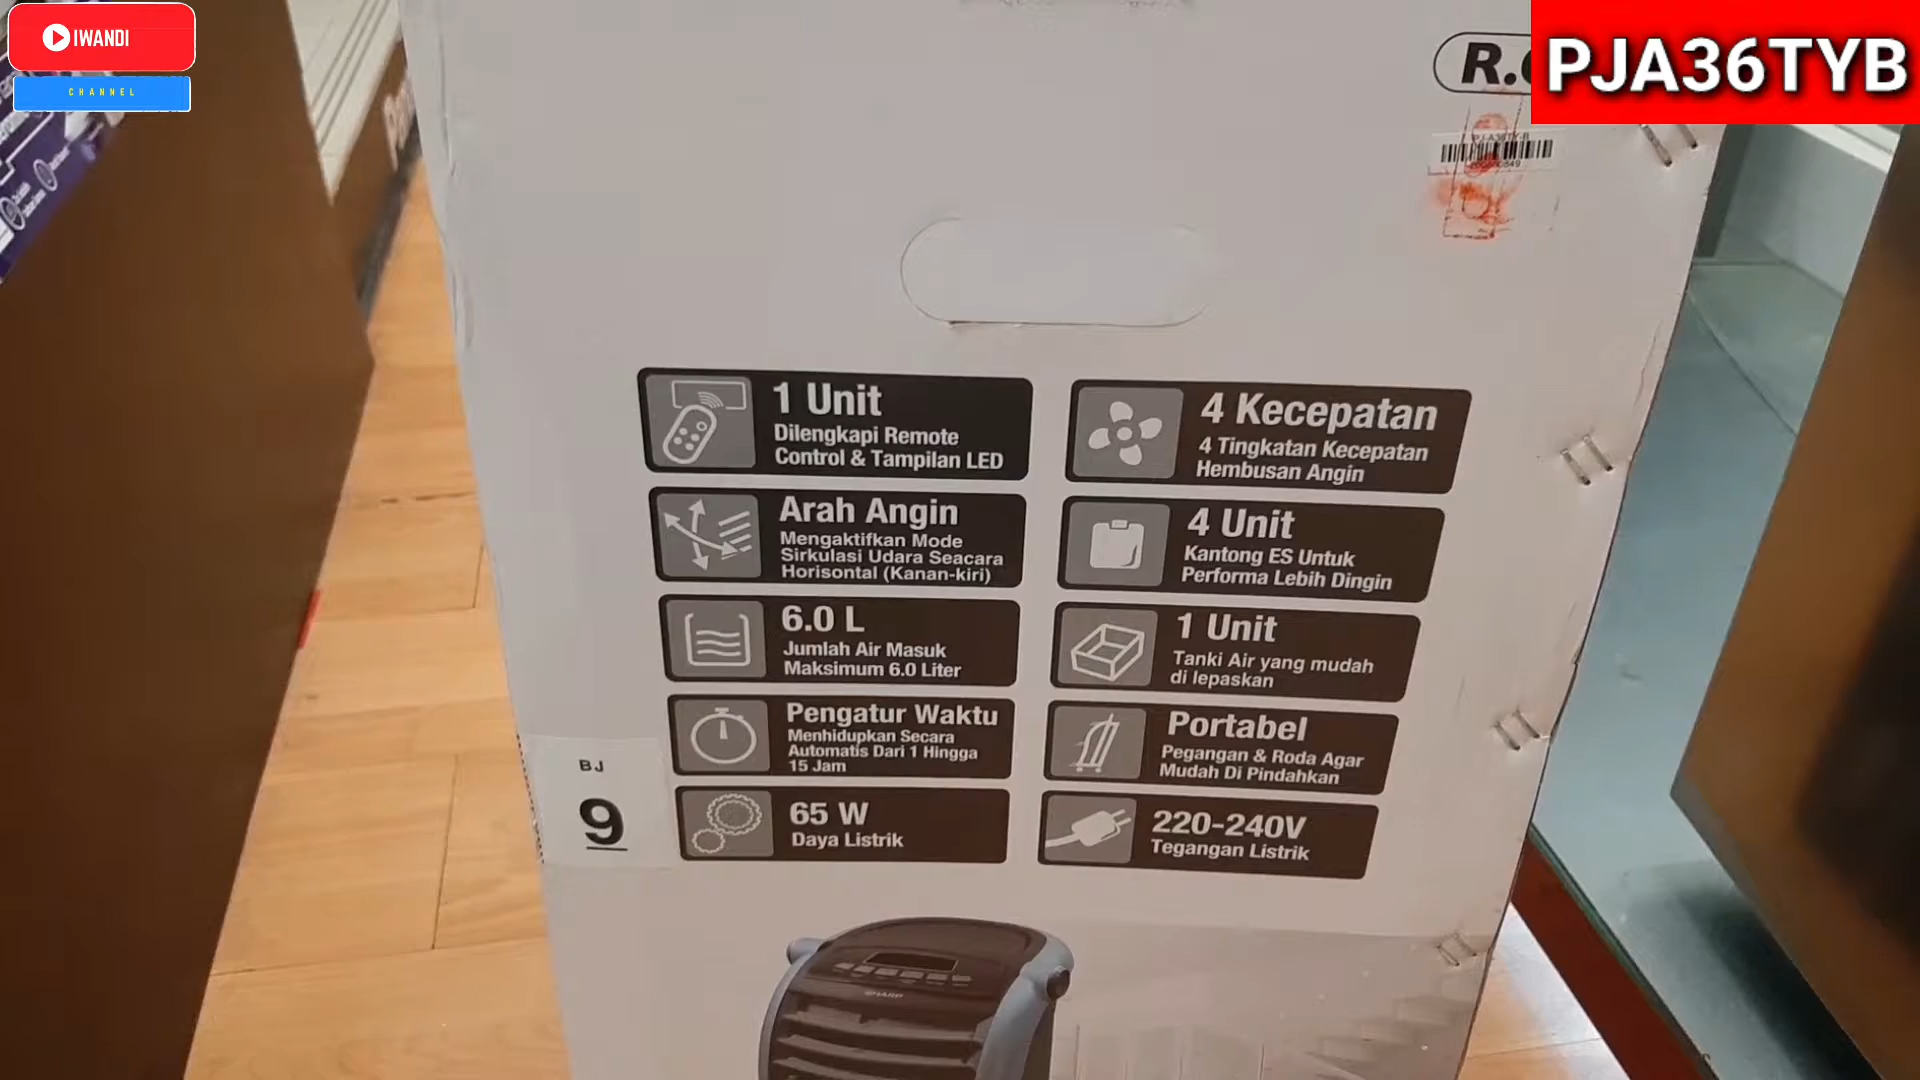 IWANDI
CHANNEL
PJA36TYB
R.
PJ-A36TY-B
1 Unit
Dilengkapi Remote
Control & Tampilan LED
4 Kecepatan
4 Tingkatan Kecepatan
Hembusan Angin
Arah Angin
Mengaktifkan Mode
Sirkulasi Udara Seacara
Horisontal (Kanan-kiri)
4 Unit
Kantong ES Untuk
Performa Lebih Dingin
6.0 L
Jumlah Air Masuk
Maksimum 6.0 Liter
1 Unit
Tanki Air yang mudah
di lepaskan
Pengatur Waktu
Menhidupkan Secara
Automatis Dari 1 Hingga
15 Jam
Portabel
Pegangan & Roda Agar
Mudah Di Pindahkan
BJ
9
65 W
Daya Listrik
220-240V
Tegangan Listrik
SHARP